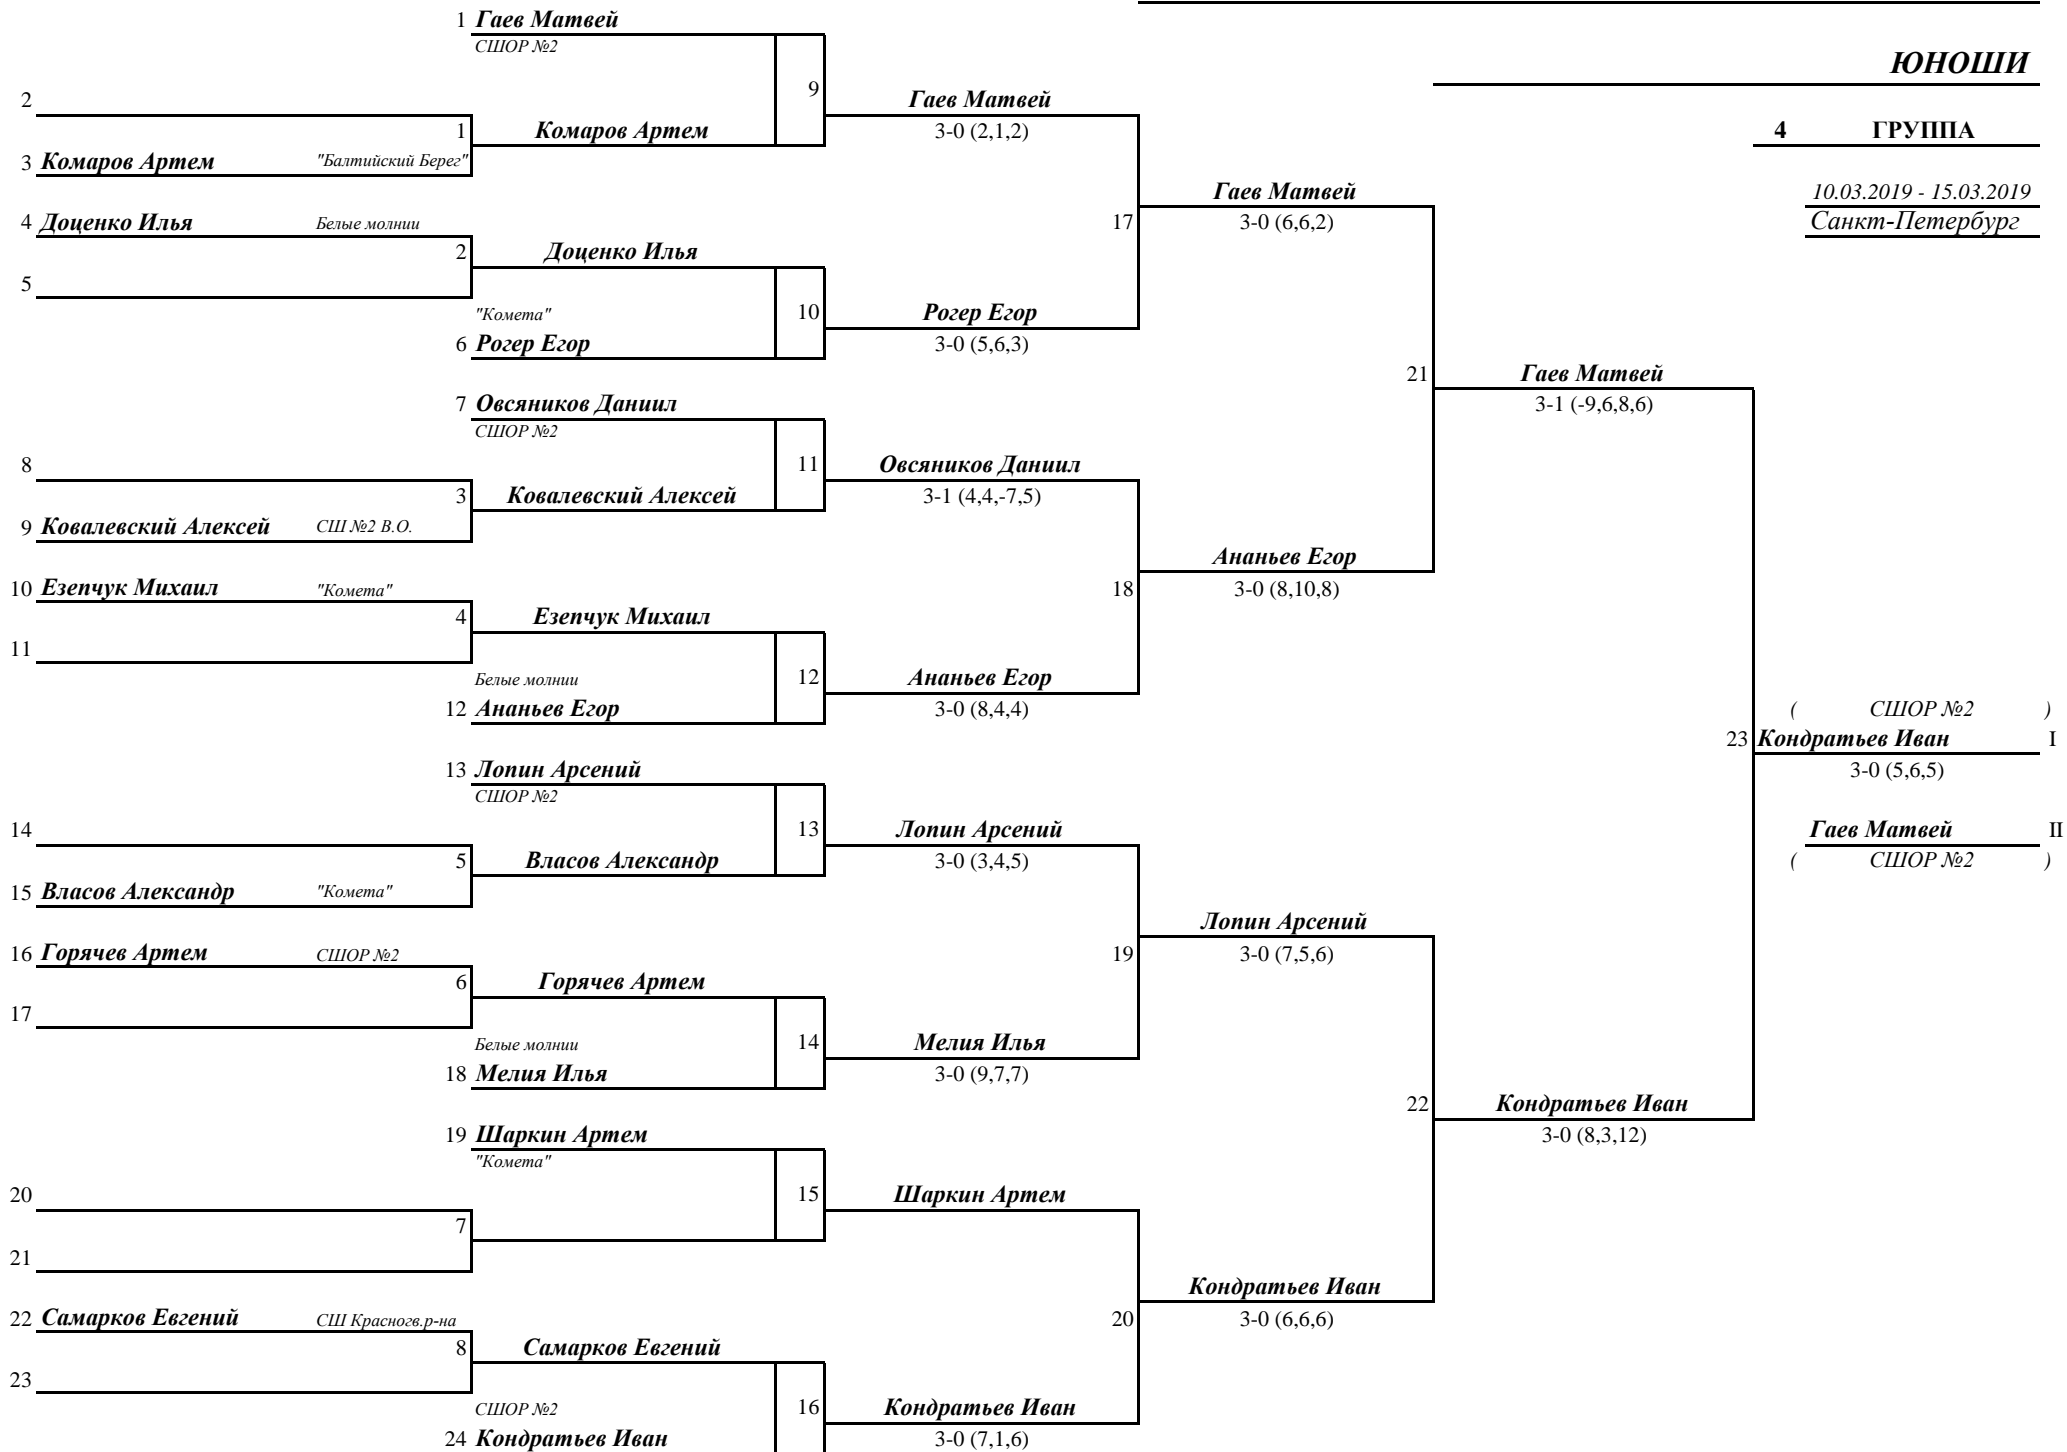 1 Гаев Матвей
СШОР №2
ЮНОШИ
2
9
Гаев Матвей
1
Комаров Артем
3-0 (2,1,2)
4 ГРУППА
3 Комаров Артем "Балтийский Берег"
Гаев Матвей
10.03.2019 - 15.03.2019
4 Доценко Илья Белые молнии
17
3-0 (6,6,2)
Санкт-Петербург
2
Доценко Илья
5
"Комета"
10
Рогер Егор
6 Рогер Егор
3-0 (5,6,3)
21
Гаев Матвей
7 Овсяников Даниил
3-1 (-9,6,8,6)
СШОР №2
8
11
Овсяников Даниил
3
Ковалевский Алексей
3-1 (4,4,-7,5)
9 Ковалевский Алексей СШ №2 В.О.
Ананьев Егор
10 Езепчук Михаил "Комета"
18
3-0 (8,10,8)
4
Езепчук Михаил
11
Белые молнии
12
Ананьев Егор
12 Ананьев Егор
3-0 (8,4,4)
( СШОР №2 )
23 Кондратьев Иван I
13 Лопин Арсений
3-0 (5,6,5)
СШОР №2
14
13
Лопин Арсений
Гаев Матвей II
5
Власов Александр
3-0 (3,4,5)
( СШОР №2 )
15 Власов Александр "Комета"
Лопин Арсений
16 Горячев Артем СШОР №2
19
3-0 (7,5,6)
6
Горячев Артем
17
Белые молнии
14
Мелия Илья
18 Мелия Илья
3-0 (9,7,7)
22
Кондратьев Иван
19 Шаркин Артем
3-0 (8,3,12)
"Комета"
20
15
Шаркин Артем
7
21
Кондратьев Иван
22 Самарков Евгений СШ Красногв.р-на
20
3-0 (6,6,6)
8
Самарков Евгений
23
СШОР №2
16
Кондратьев Иван
24 Кондратьев Иван
3-0 (7,1,6)